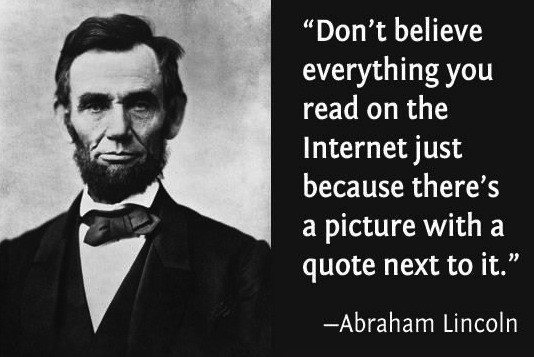 “Don’t believe
everything you
read on the
Internet just
because there’s
a picture with a
quote next to it.”
–Abraham Lincoln